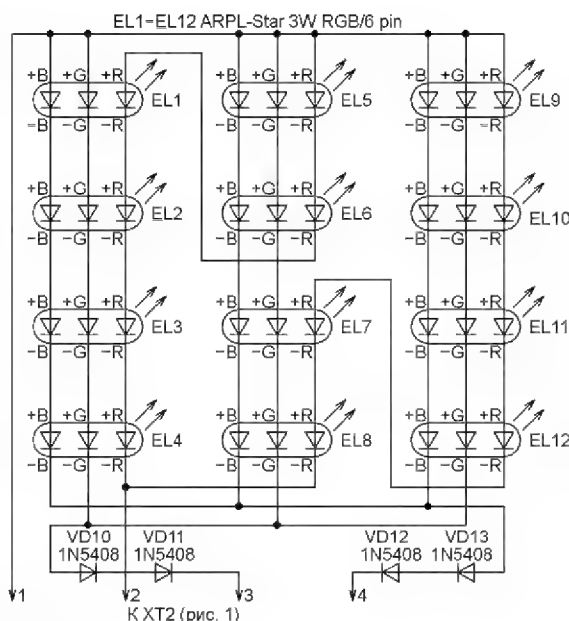 EL1=EL12 ARPL-Star 3W RGB/6 pin
+B +G +R +B +G +R +B +G +R
EL1 EL5 EL9
=B −G −R −B −G −R −B −G =R
+B +G +R +B +G +R +B +G +R
EL2 EL6 EL10
−B −G −R −B −G −R −B −G −R
+B +G +R +B +G +R +B +G +R
EL3 EL7 EL11
−B −G −R −B −G −R −B −G −R
+B +G +R +B +G +R +B +G +R
EL4 EL8 EL12
−B −G −R −B −G −R −B −G −R
VD10 VD11 VD12 VD13
1N5408 1N5408 1N5408 1N5408
1 2 3 4
К XT2 (рис. 1)